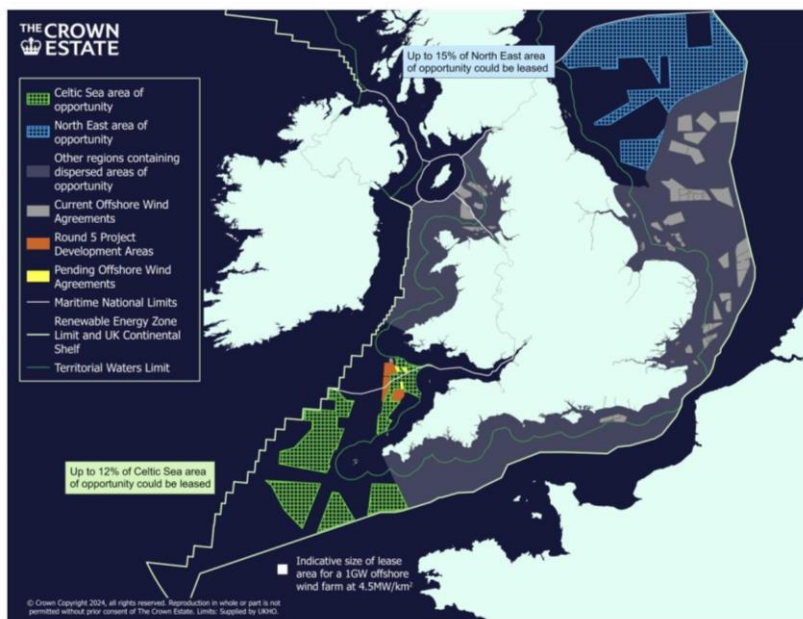 THE CROWN
ESTATE
Celtic Sea area of
opportunity
North East area of
opportunity
Other regions containing
dispersed areas of
opportunity
Current Offshore Wind
Agreements
Round 5 Project
Development Areas
Pending Offshore Wind
Agreements
Maritime National Limits
Renewable Energy Zone
Limit and UK Continental
Shelf
Territorial Waters Limit
Up to 15% of North East area
of opportunity could be leased
Up to 12% of Celtic Sea area
of opportunity could be leased
Indicative size of lease
area for a 1GW offshore
wind farm at 4.5MW/km²
© Crown Copyright 2024, all rights reserved. Reproduction in whole or part is not
permitted without prior consent of The Crown Estate. Limits: Supplied by UKHO.